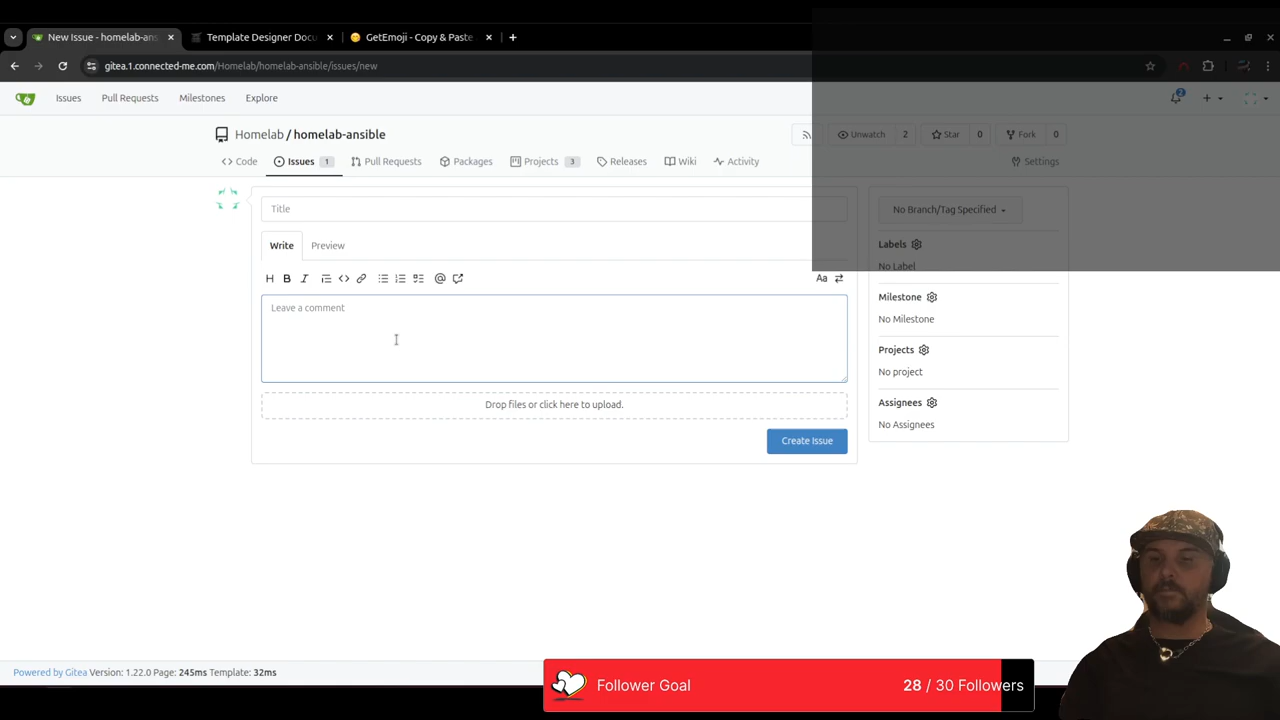 New Issue - homelab-ans
Template Designer Docu
GetEmoji - Copy & Paste
gitea.1.connected-me.com/Homelab/homelab-ansible/issues/new
Issues
Pull Requests
Milestones
Explore
2
Homelab / homelab-ansible
Unwatch 2
Star 0
Fork 0
Code
Issues 1
Pull Requests
Packages
Projects 3
Releases
Wiki
Activity
Settings
Title
No Branch/Tag Specified
Write
Preview
Labels
No Label
H B I
Aa
Leave a comment
Milestone
No Milestone
Projects
No project
Drop files or click here to upload.
Assignees
No Assignees
Create Issue
Powered by Gitea Version: 1.22.0 Page: 245ms Template: 32ms
Follower Goal
28 / 30 Followers